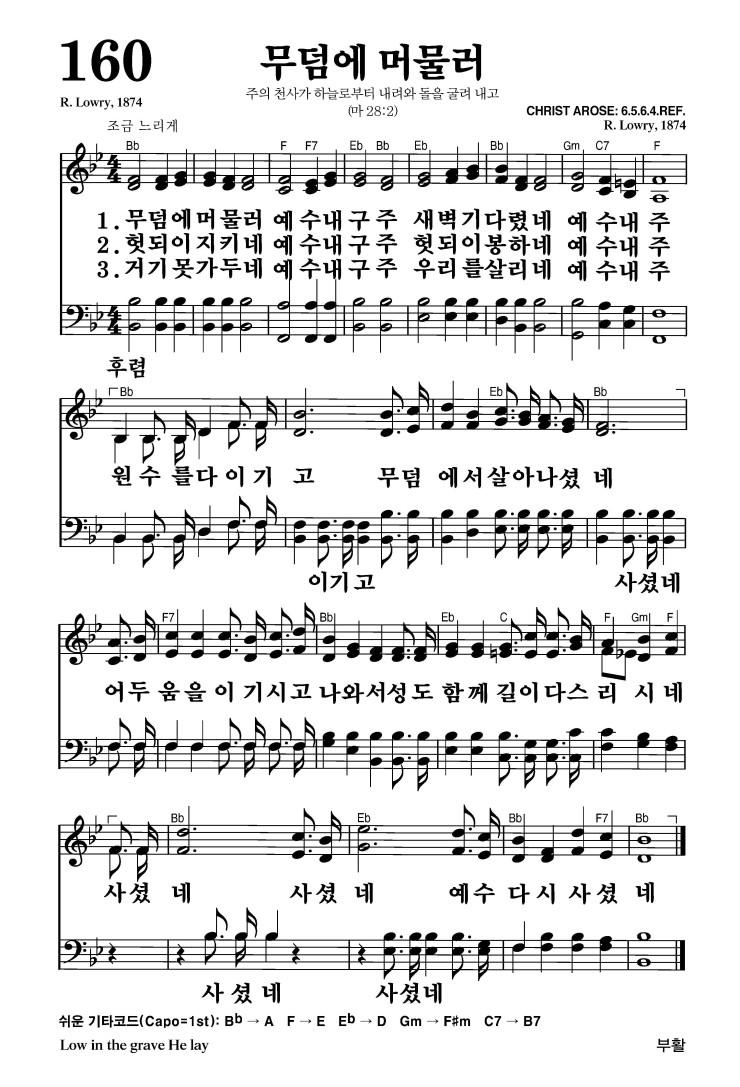 160
무덤에 머물러
주의 천사가 하늘로부터 내려와 돌을 굴려 내고
(마 28:2)
R. Lowry, 1874
CHRIST AROSE: 6.5.6.4.REF.
R. Lowry, 1874
조금 느리게
Bb F F7 Eb Bb Eb Bb Gm C7 F
1. 무덤에머물러 예수내구주 새벽기다렸네 예수내주
2. 헛되이지키네 예수내구주 헛되이봉하네 예수내주
3. 거기못가두네 예수내구주 우리를살리네 예수내주
후렴
Bb Eb Bb
원수를다이기고 무덤에서살아나셨네
이기고 사셨네
F7 Bb Eb C F Gm F
어두움을이기시고나와서성도함께길이다스리시네
Bb Eb Bb F7 Bb
사셨네 사셨네 예수다시사셨네
사셨네 사셨네
쉬운 기타코드(Capo=1st): Bb → A F → E Eb → D Gm → F#m C7 → B7
Low in the grave He lay
부활